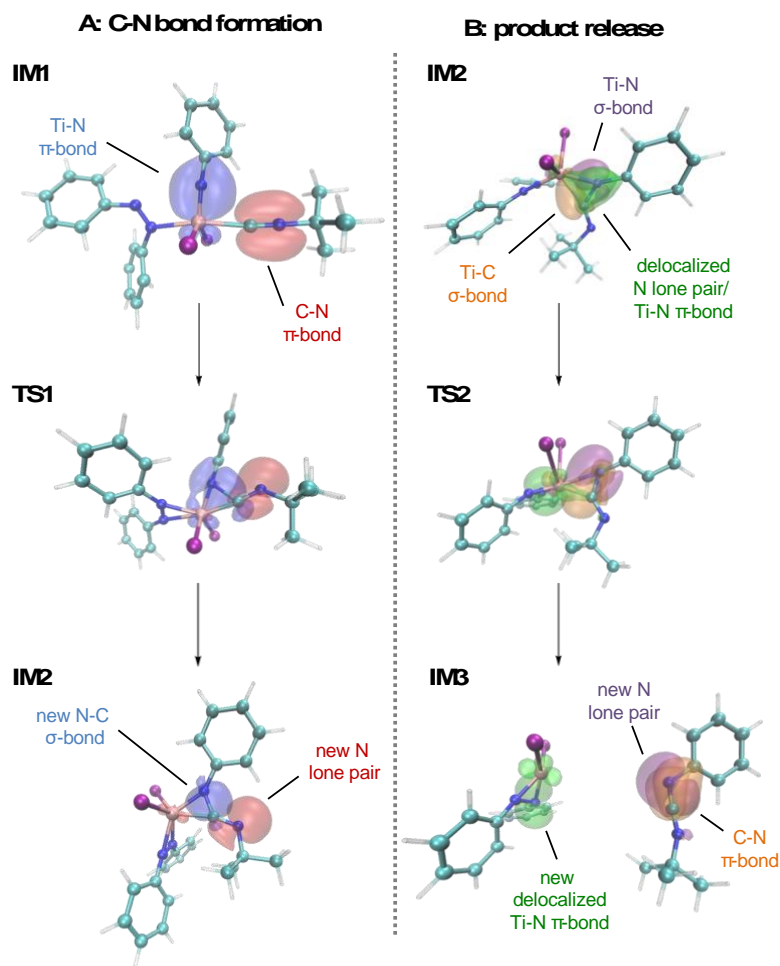 A: C-N bond formation
IM1
Ti-N
π-bond
C-N
π-bond
TS1
IM2
new N-C
σ-bond
new N
lone pair
B: product release
IM2
Ti-N
σ-bond
Ti-C
σ-bond
delocalized
N lone pair/
Ti-N π-bond
TS2
IM3
new N
lone pair
C-N
π-bond
new
delocalized
Ti-N π-bond